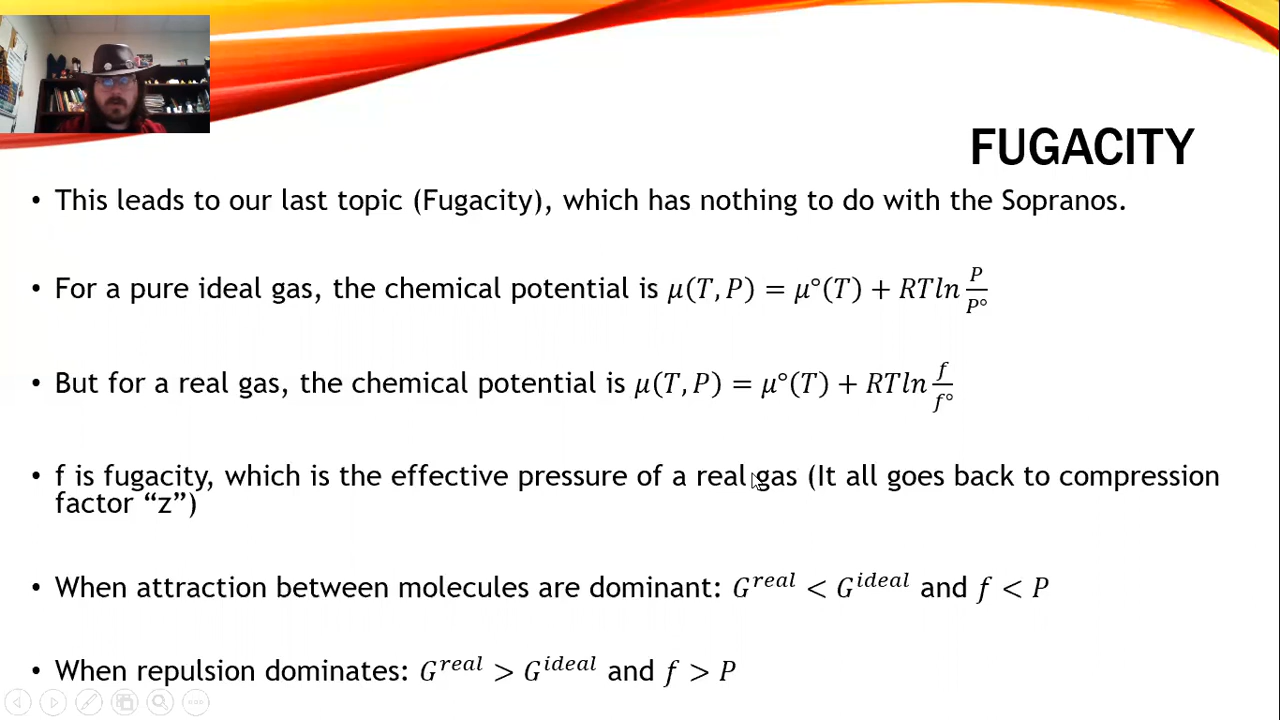 FUGACITY
• This leads to our last topic (Fugacity), which has nothing to do with the Sopranos.
• For a pure ideal gas, the chemical potential is μ(T, P) = μ°(T) + RTln P/P°
• But for a real gas, the chemical potential is μ(T, P) = μ°(T) + RTln f/f°
• f is fugacity, which is the effective pressure of a real gas (It all goes back to compression
factor “z”)
• When attraction between molecules are dominant: G^real < G^ideal and f < P
• When repulsion dominates: G^real > G^ideal and f > P